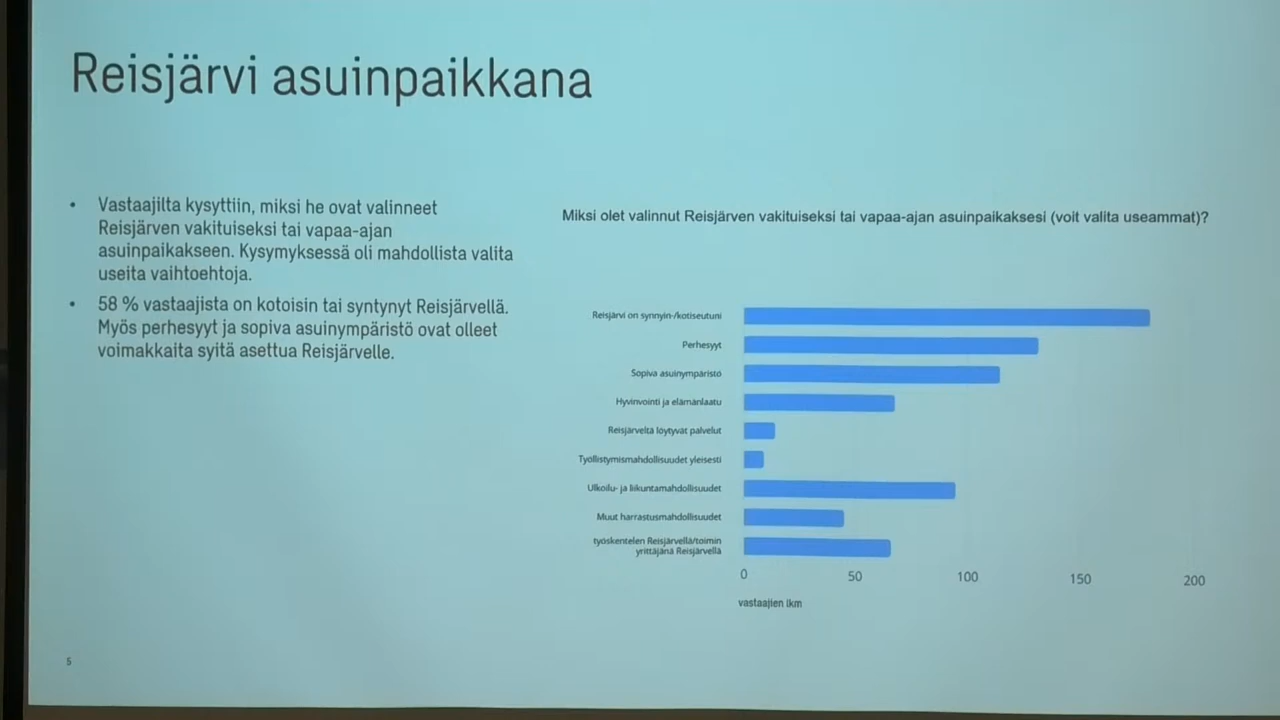 Reisjärvi asuinpaikkana
• Vastaajilta kysyttiin, miksi he ovat valinneet
Reisjärven vakituiseksi tai vapaa-ajan
asuinpaikakseen. Kysymyksessä oli mahdollista valita
useita vaihtoehtoja.
• 58 % vastaajista on kotoisin tai syntynyt Reisjärvellä.
Myös perhesyyt ja sopiva asuinympäristö ovat olleet
voimakkaita syitä asettua Reisjärvelle.
Miksi olet valinnut Reisjärven vakituiseksi tai vapaa-ajan asuinpaikaksesi (voit valita useammat)?
Reisjärvi on synnyin-/kotiseutuni
Perhesyyt
Sopiva asuinympäristö
Hyvinvointi ja elämänlaatu
Reisjärveltä löytyvät palvelut
Työllistymismahdollisuudet yleisesti
Ulkoilu- ja liikuntamahdollisuudet
Muut harrastusmahdollisuudet
työskentelen Reisjärvellä/toimin
yrittäjänä Reisjärvellä
0 50 100 150 200
vastaajien lkm
5